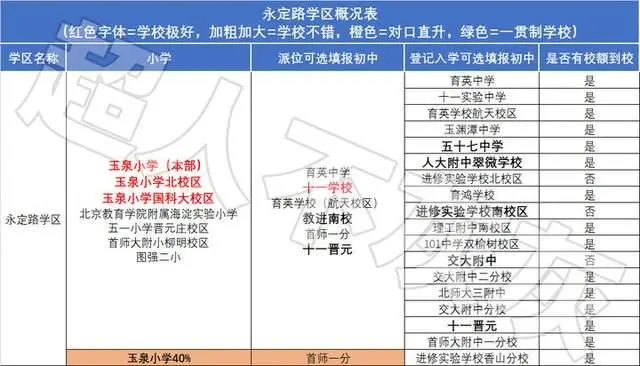 永定路学区概况表
(红色字体=学校极好，加粗加大=学校不错，橙色=对口直升，绿色=一贯制学校)
学区名称 小学 派位可选填报初中 登记入学可选填报初中 是否有校额到校
永定路学区
玉泉小学（本部）
玉泉小学北校区
玉泉小学国科大校区
北京教育学院附属海淀实验小学
五一小学晋元庄校区
首师大附小柳明校区
图强二小
育英中学
十一学校
育英学校（航天校区）
教进南校
首师一分
十一晋元
育英中学 是
十一实验中学 是
育英学校航天校区 是
玉渊潭中学 是
五十七中学 是
人大附中翠微学校 是
进修实验学校北校区 否
育鸿学校 是
进修实验学校南校区 否
理工附中南校区 是
101中学双榆树校区 是
交大附中 否
交大附中二分校 是
北师大三附中 是
交大附中分校 是
十一晋元 是
首师大附中一分校 是
玉泉小学40% 首师一分 进修实验学校香山分校 是
超人不疲灰